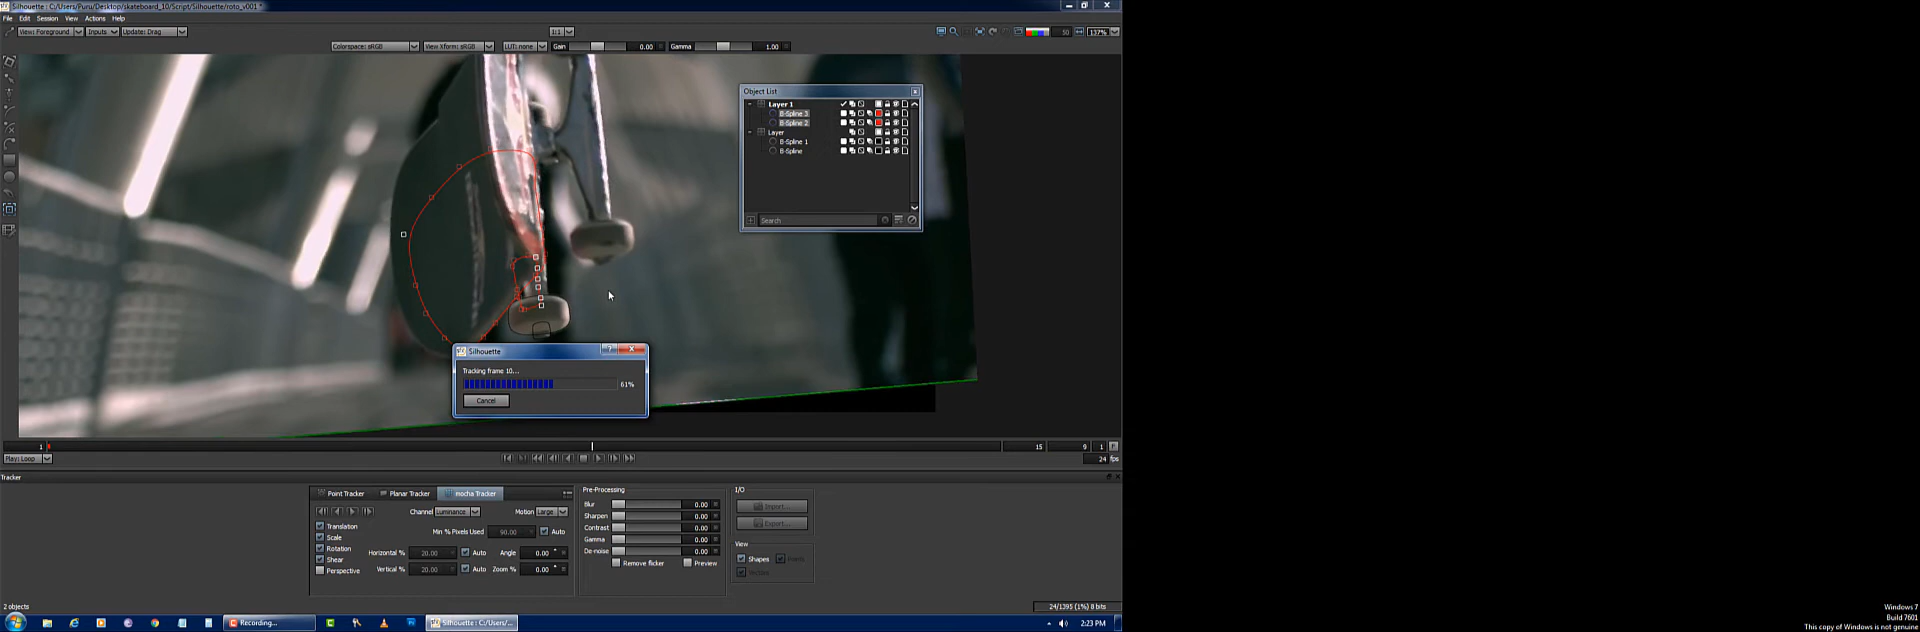 Silhouette : C:/Users/Puru/Desktop/skateboard_10/Script/Silhouette/roto_v001 *
File Edit Session View Actions Help
View: Foreground Inputs Update: Drag 1:1 50 137%
Colorspace: sRGB View Xform: sRGB LUT: none Gain 0.00 Gamma 1.00
Object List
Layer 1
B-Spline 3
B-Spline 2
Layer
B-Spline 1
B-Spline
Search
Silhouette
Tracking frame 10...
61%
Cancel
1 15 9 1
Play: Loop 24 fps
Tracker
Point Tracker Planar Tracker mocha Tracker
Channel Luminance Motion Large
Translation
Scale
Rotation
Shear
Perspective
Min % Pixels Used 90.00 Auto
Horizontal % 20.00 Auto Angle 0.00
Vertical % 20.00 Auto Zoom % 0.00
Pre-Processing
Blur 0.00
Sharpen 0.00
Contrast 0.00
Gamma 0.00
De-noise 0.00
Remove flicker Preview
I/O
Import...
Export...
View
Shapes
2 objects
24/1395 (1%) 8 bits
Recording... Silhouette : C:/Users/... 2:23 PM
Windows 7
Build 7601
This copy of Windows is not genuine